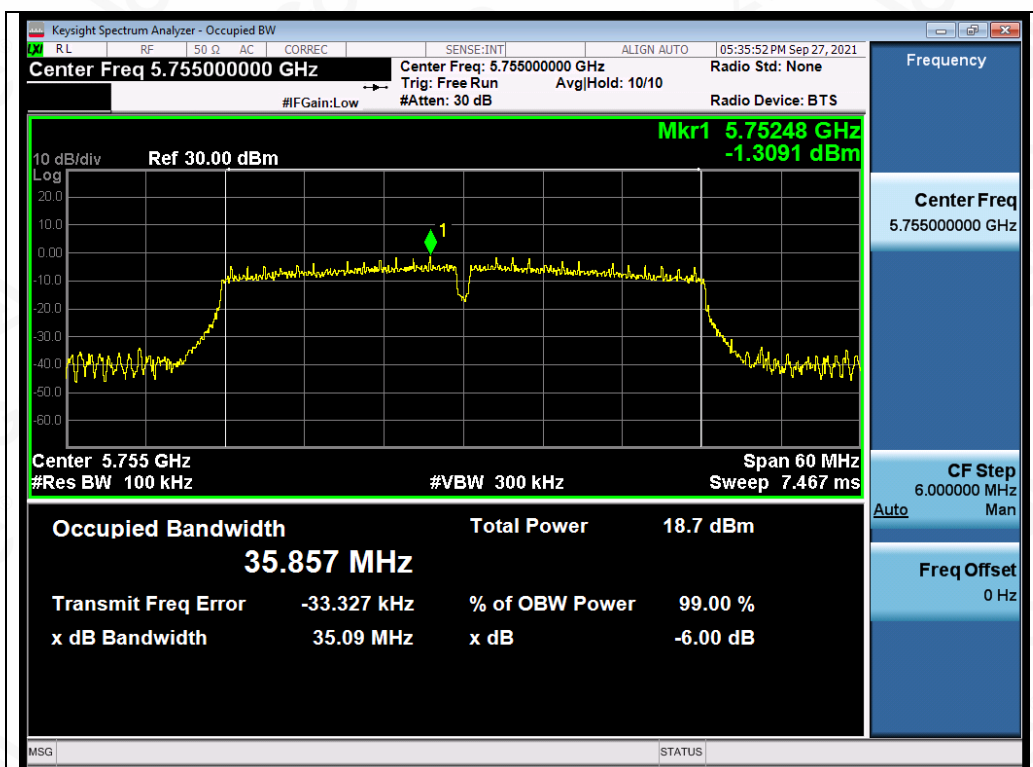 Keysight Spectrum Analyzer - Occupied BW
LXI RL RF 50 Ω AC CORREC SENSE:INT ALIGN AUTO 05:35:52 PM Sep 27, 2021
Center Freq 5.755000000 GHz
Center Freq: 5.755000000 GHz
Radio Std: None
Trig: Free Run Avg|Hold: 10/10
#IFGain:Low #Atten: 30 dB Radio Device: BTS
Mkr1 5.75248 GHz
-1.3091 dBm
10 dB/div Ref 30.00 dBm
Log
20.0
10.0
0.00
-10.0
-20.0
-30.0
-40.0
-50.0
-60.0
1
Center 5.755 GHz Span 60 MHz
#Res BW 100 kHz #VBW 300 kHz Sweep 7.467 ms
Occupied Bandwidth Total Power 18.7 dBm
35.857 MHz
Transmit Freq Error -33.327 kHz % of OBW Power 99.00 %
x dB Bandwidth 35.09 MHz x dB -6.00 dB
Frequency
Center Freq
5.755000000 GHz
CF Step
6.000000 MHz
Auto Man
Freq Offset
0 Hz
MSG STATUS